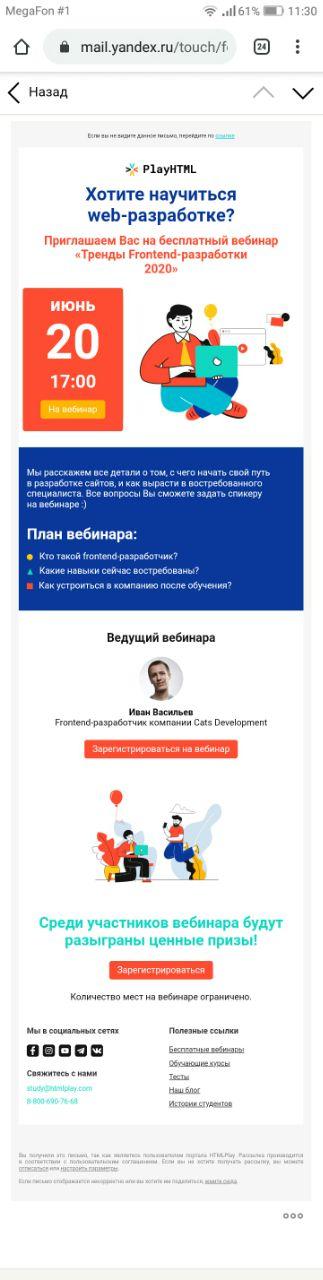 MegaFon #1 61% 11:30
mail.yandex.ru/touch/f 24
Назад
Если вы не видите данное письмо, перейдите по ссылке
PlayHTML
Хотите научиться
web-разработке?
Приглашаем Вас на бесплатный вебинар
«Тренды Frontend-разработки
2020»
ИЮНЬ
20
17:00
На вебинар
Мы расскажем все детали о том, с чего начать свой путь
в разработке сайтов, и как вырасти в востребованного
специалиста. Все вопросы Вы сможете задать спикеру
на вебинаре :)
План вебинара:
Кто такой frontend-разработчик?
Какие навыки сейчас востребованы?
Как устроиться в компанию после обучения?
Ведущий вебинара
Иван Васильев
Frontend-разработчик компании Cats Development
Зарегистрироваться на вебинар
Среди участников вебинара будут
разыграны ценные призы!
Зарегистрироваться
Количество мест на вебинаре ограничено.
Мы в социальных сетях
Свяжитесь с нами
study@htmlplay.com
8-800-690-76-68
Полезные ссылки
Бесплатные вебинары
Обучающие курсы
Тесты
Наш блог
Истории студентов
Вы получили это письмо, так как являетесь пользователем портала HTMLPlay. Рассылка производится
в соответствии с пользовательским соглашением. Если вы не хотите получать рассылку, вы можете
отписаться или настроить параметры.
Если письмо отображается некорректно или вы хотите им поделиться, жмите сюда.